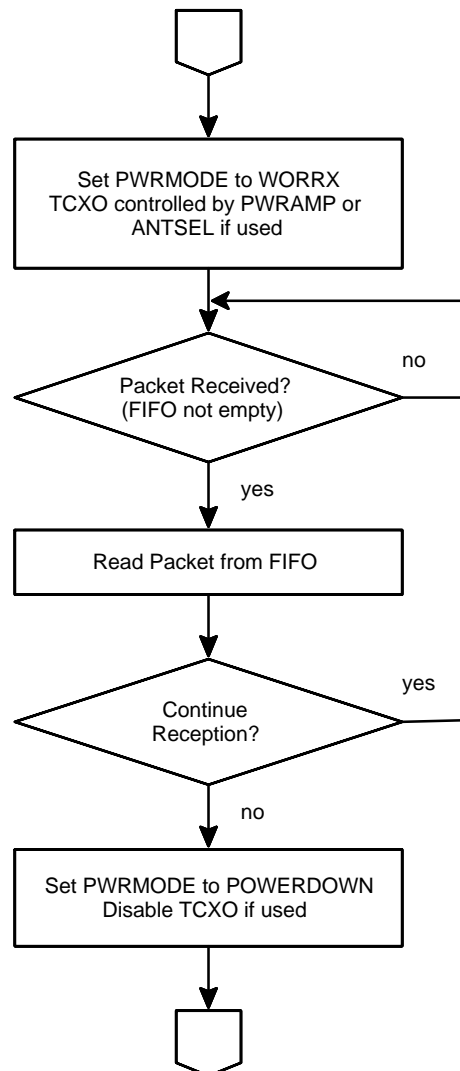 Set PWRMODE to WORRX
TCXO controlled by PWRAMP or
ANTSEL if used
no
Packet Received?
(FIFO not empty)
yes
Read Packet from FIFO
yes
Continue
Reception?
no
Set PWRMODE to POWERDOWN
Disable TCXO if used